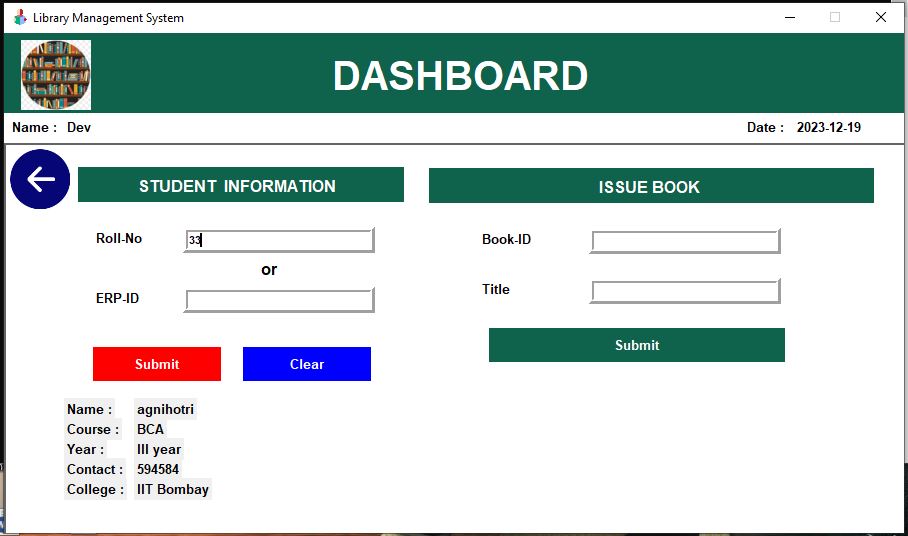 Library Management System
DASHBOARD
Name : Dev
Date : 2023-12-19
STUDENT INFORMATION
Roll-No 33
or
ERP-ID
Submit Clear
Name : agnihotri
Course : BCA
Year : III year
Contact : 594584
College : IIT Bombay
ISSUE BOOK
Book-ID
Title
Submit